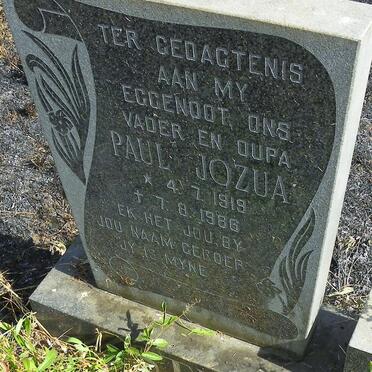 TER GEDAGTENIS
AAN MY
EGGENOOT, ONS
VADER EN OUPA
PAUL JOZUA
* 4.7.1919
† 7.8.1986
EK HET JOU BY
JOU NAAM GEROEP
JY IS MYNE